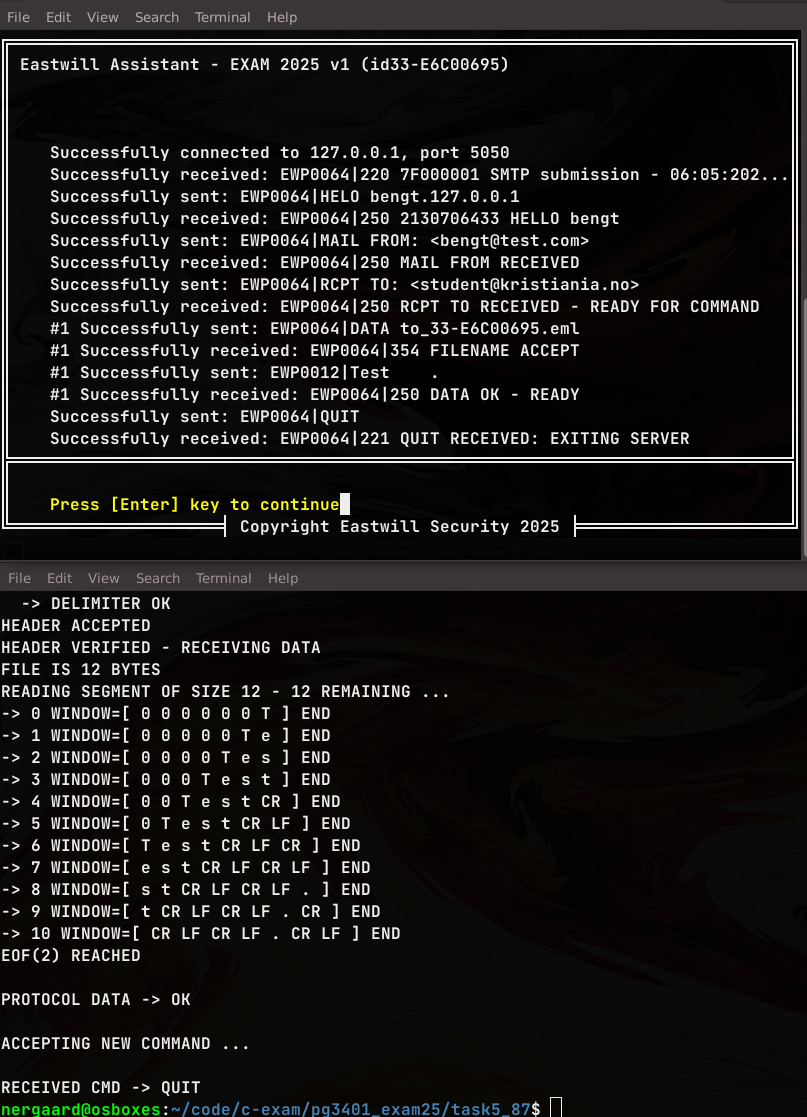 File Edit View Search Terminal Help
Eastwill Assistant - EXAM 2025 v1 (id33-E6C00695)
Successfully connected to 127.0.0.1, port 5050
Successfully received: EWP0064|220 7F000001 SMTP submission - 06:05:202...
Successfully sent: EWP0064|HELO bengt.127.0.0.1
Successfully received: EWP0064|250 2130706433 HELLO bengt
Successfully sent: EWP0064|MAIL FROM: <bengt@test.com>
Successfully received: EWP0064|250 MAIL FROM RECEIVED
Successfully sent: EWP0064|RCPT TO: <student@kristiania.no>
Successfully received: EWP0064|250 RCPT TO RECEIVED - READY FOR COMMAND
#1 Successfully sent: EWP0064|DATA to_33-E6C00695.eml
#1 Successfully received: EWP0064|354 FILENAME ACCEPT
#1 Successfully sent: EWP0012|Test    .
#1 Successfully received: EWP0064|250 DATA OK - READY
Successfully sent: EWP0064|QUIT
Successfully received: EWP0064|221 QUIT RECEIVED: EXITING SERVER
Press [Enter] key to continue
Copyright Eastwill Security 2025
File Edit View Search Terminal Help
-> DELIMITER OK
HEADER ACCEPTED
HEADER VERIFIED - RECEIVING DATA
FILE IS 12 BYTES
READING SEGMENT OF SIZE 12 - 12 REMAINING ...
-> 0 WINDOW=[ 0 0 0 0 0 0 T ] END
-> 1 WINDOW=[ 0 0 0 0 0 T e ] END
-> 2 WINDOW=[ 0 0 0 0 T e s ] END
-> 3 WINDOW=[ 0 0 0 T e s t ] END
-> 4 WINDOW=[ 0 0 T e s t CR ] END
-> 5 WINDOW=[ 0 T e s t CR LF ] END
-> 6 WINDOW=[ T e s t CR LF CR ] END
-> 7 WINDOW=[ e s t CR LF CR LF ] END
-> 8 WINDOW=[ s t CR LF CR LF . ] END
-> 9 WINDOW=[ t CR LF CR LF . CR ] END
-> 10 WINDOW=[ CR LF CR LF . CR LF ] END
EOF(2) REACHED
PROTOCOL DATA -> OK
ACCEPTING NEW COMMAND ...
RECEIVED CMD -> QUIT
nergaard@osboxes:~/code/c-exam/pg3401_exam25/task5_87$